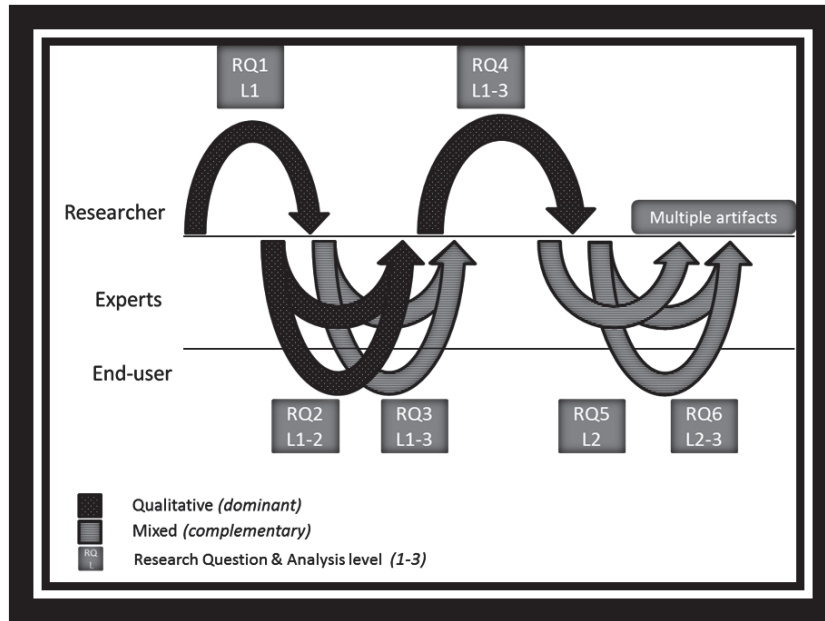 RQ1
L1
RQ4
L1-3
Researcher
Multiple artifacts
Experts
End-user
RQ2
L1-2
RQ3
L1-3
RQ5
L2
RQ6
L2-3
Qualitative (dominant)
Mixed (complementary)
RQ
L
Research Question & Analysis level (1-3)